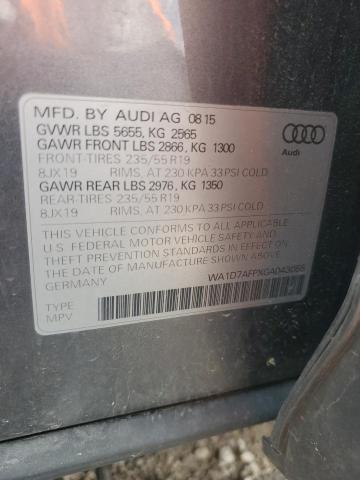 MFD. BY AUDI AG 08 15
GVWR LBS 5655, KG 2565
GAWR FRONT LBS 2866, KG 1300
FRONT-TIRES 235/55 R19
8JX19 RIMS, AT 230 KPA 33 PSI COLD
GAWR REAR LBS 2976, KG 1350
REAR-TIRES 235/55 R19
8JX19 RIMS, AT 230 KPA 33 PSI COLD
Audi
THIS VEHICLE CONFORMS TO ALL APPLICABLE
U.S. FEDERAL MOTOR VEHICLE SAFETY, BUMPER AND
THEFT PREVENTION STANDARDS IN EFFECT ON
THE DATE OF MANUFACTURE SHOWN ABOVE.
GERMANY
WA1D7AFPXGA043066
TYPE
MPV